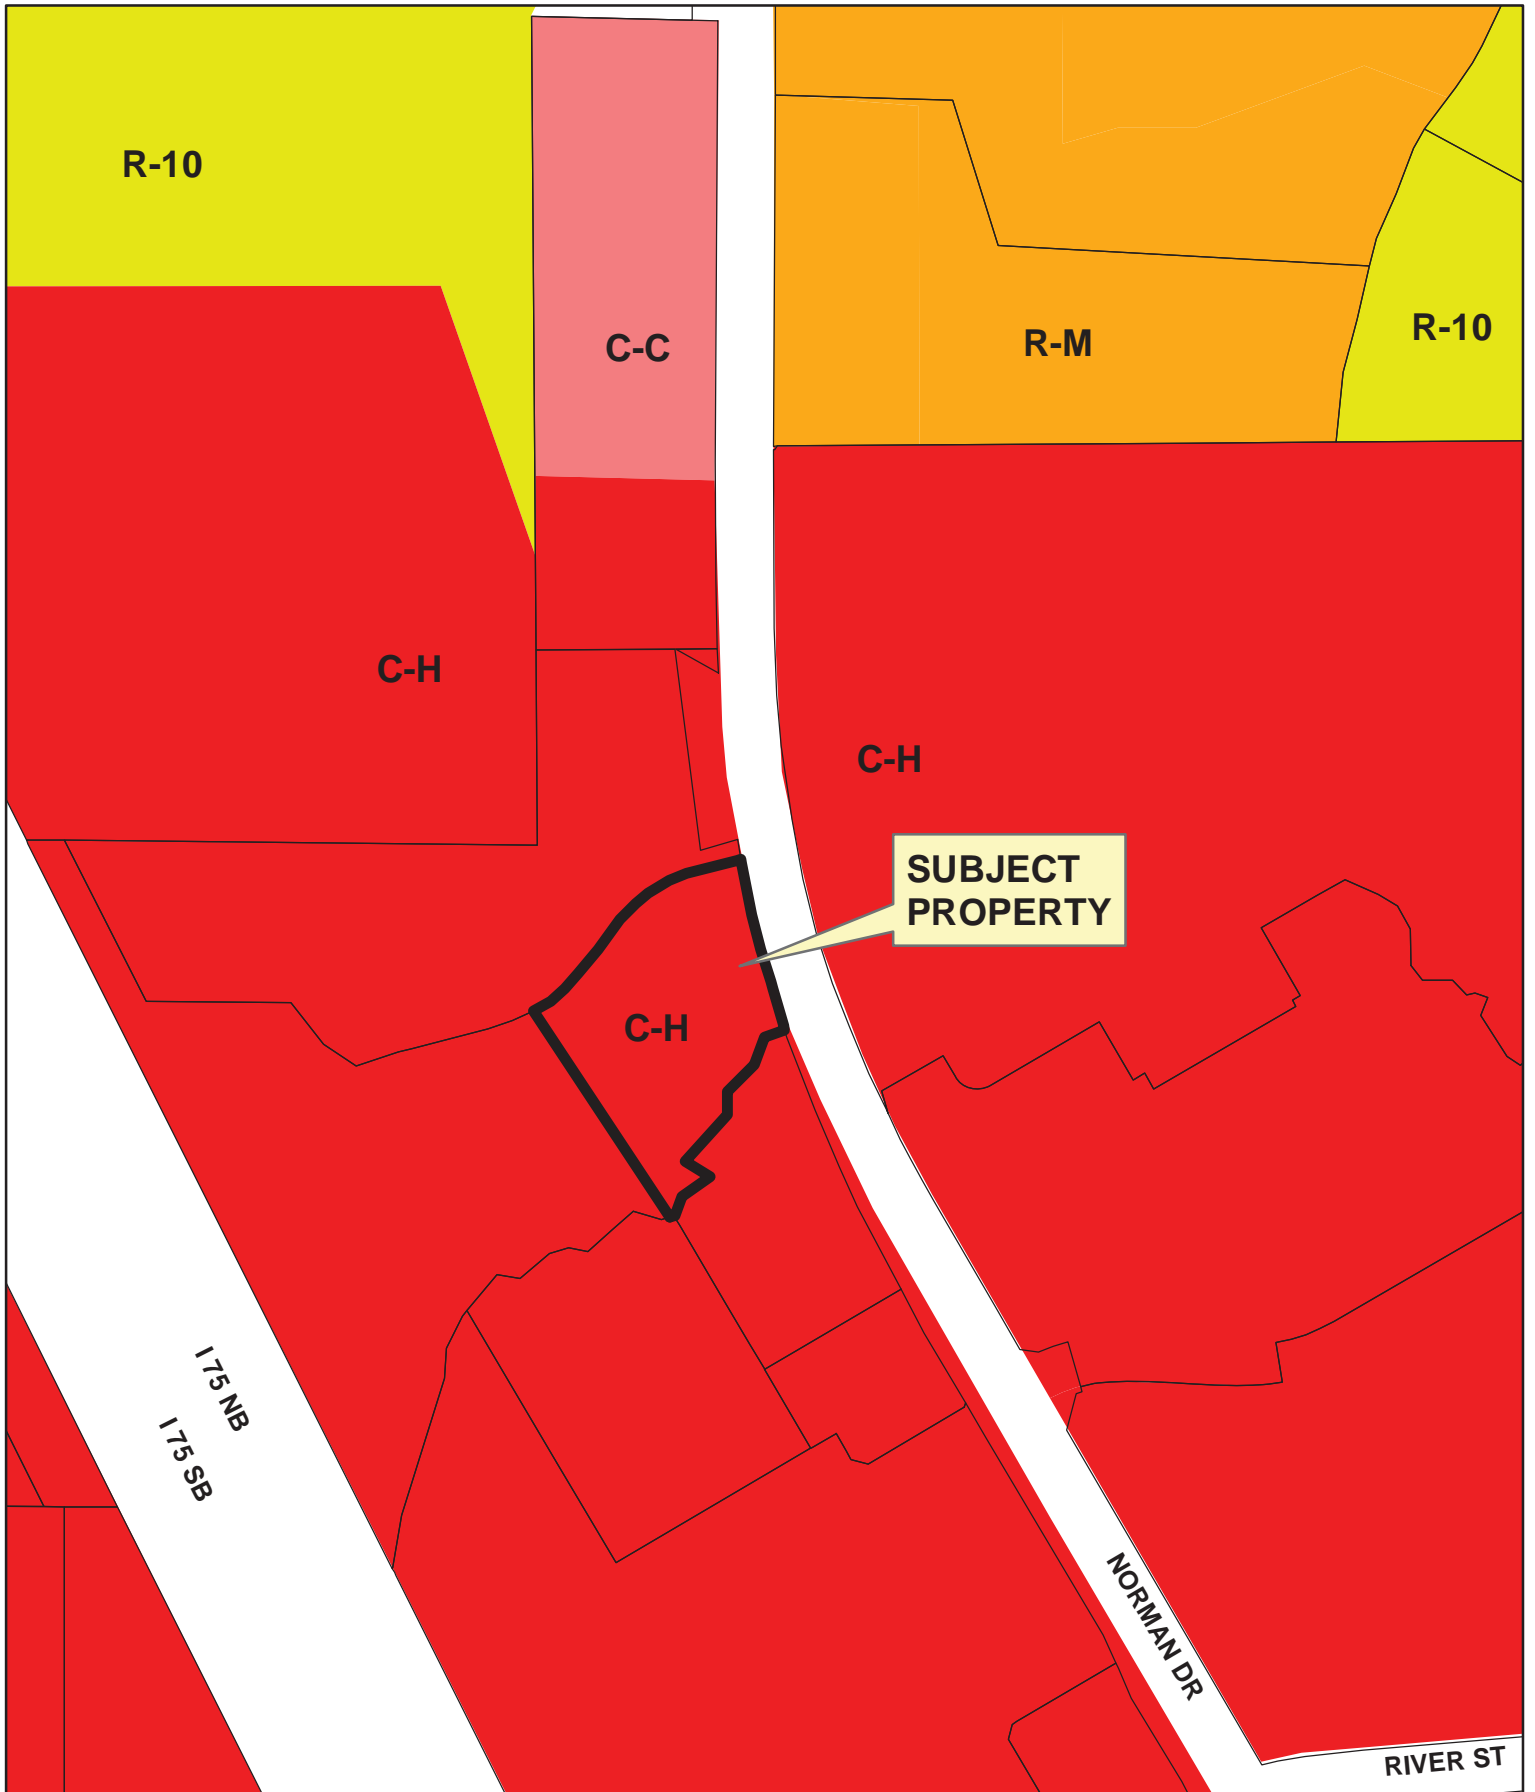 R-10
R-10
C-C
R-M
C-H
C-H
SUBJECT
PROPERTY
C-H
I 75 NB
I 75 SB
NORMAN DR
RIVER ST